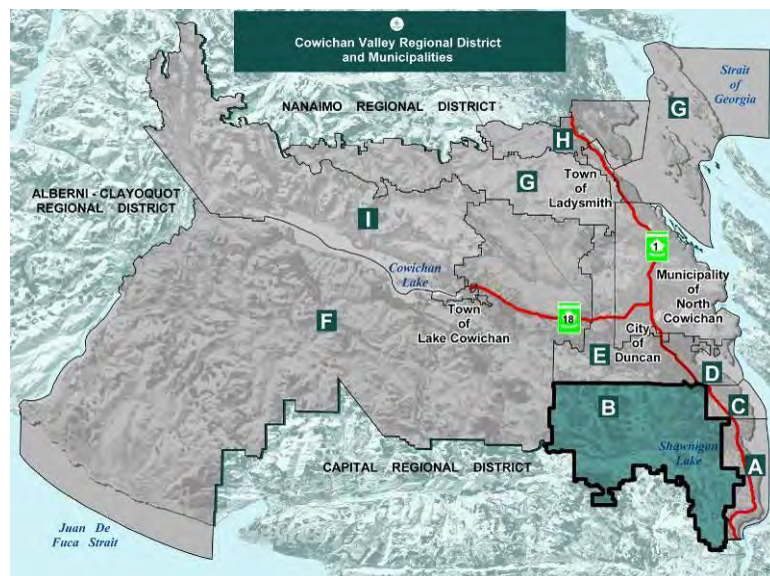 Cowichan Valley Regional District
and Municipalities
Strait
of
Georgia
NANAIMO REGIONAL DISTRICT
G
H
Town
of
Ladysmith
G
ALBERNI - CLAYOQUOT
REGIONAL DISTRICT
I
1
Cowichan
Lake
Municipality
of
North
Cowichan
Town
of
Lake Cowichan
F
18
City
of
Duncan
E
D
B
C
Shawnigan
Lake
A
CAPITAL REGIONAL DISTRICT
Juan De
Fuca Strait